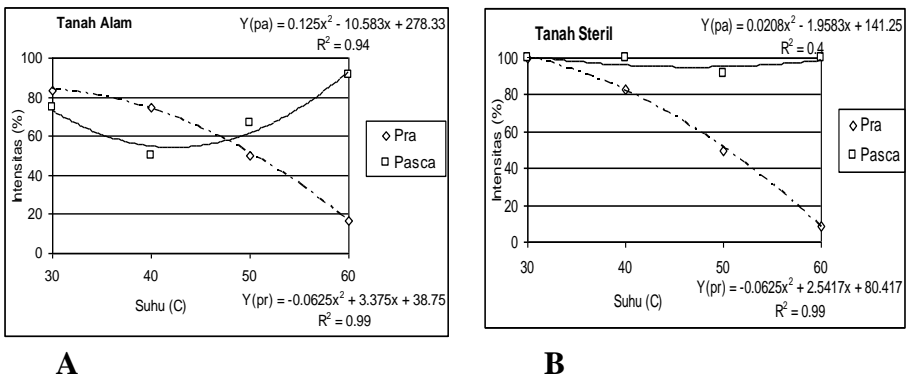 Tanah Alam
Y(pa) = 0.125x² - 10.583x + 278.33
R² = 0.94
100
80
60
40
20
0
Intensitas (%)
30 40 50 60
Suhu (C)
Y(pr) = -0.0625x² + 3.375x + 38.75
R² = 0.99
Pra
Pasca
A
Y(pa) = 0.0208x² - 1.9583x + 141.25
Tanah Steril
R² = 0.4
100
80
60
40
20
0
Intensitas (%)
30 40 50 60
Suhu (C)
Y(pr) = -0.0625x² + 2.5417x + 80.417
R² = 0.99
Pra
Pasca
B